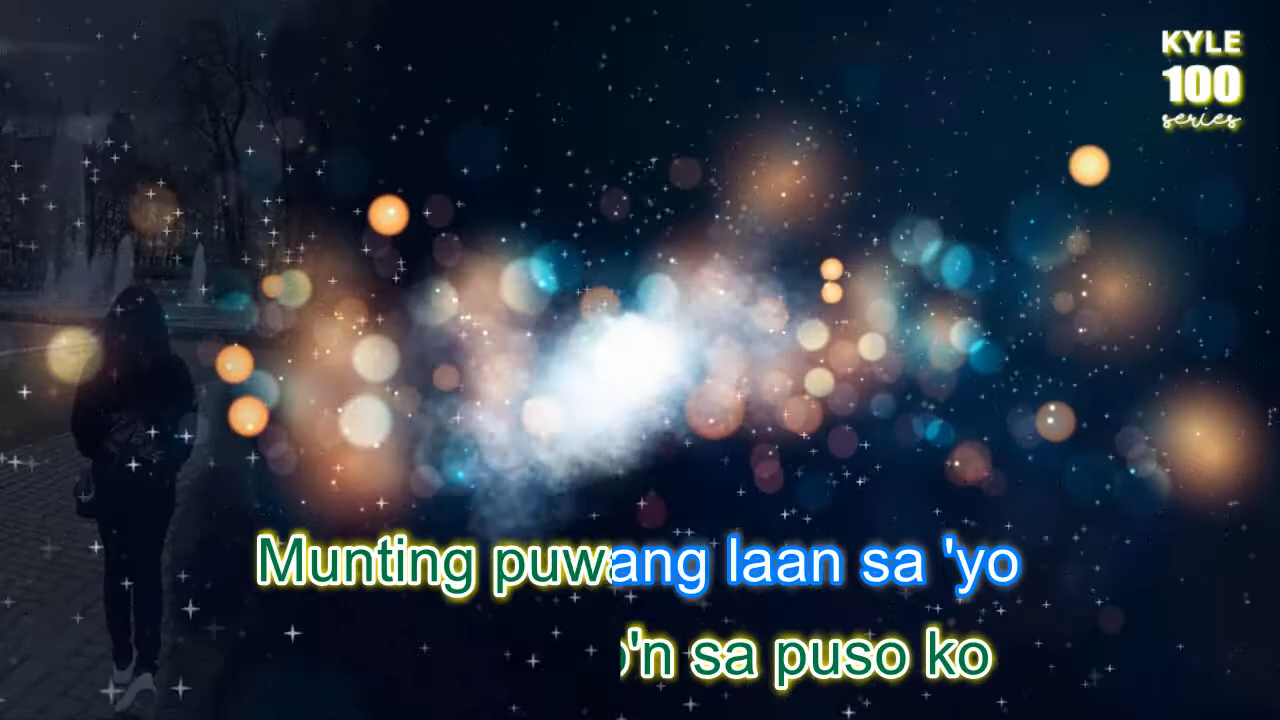 KYLE
100
series
Munting puwang laan sa 'yo
'n sa puso ko